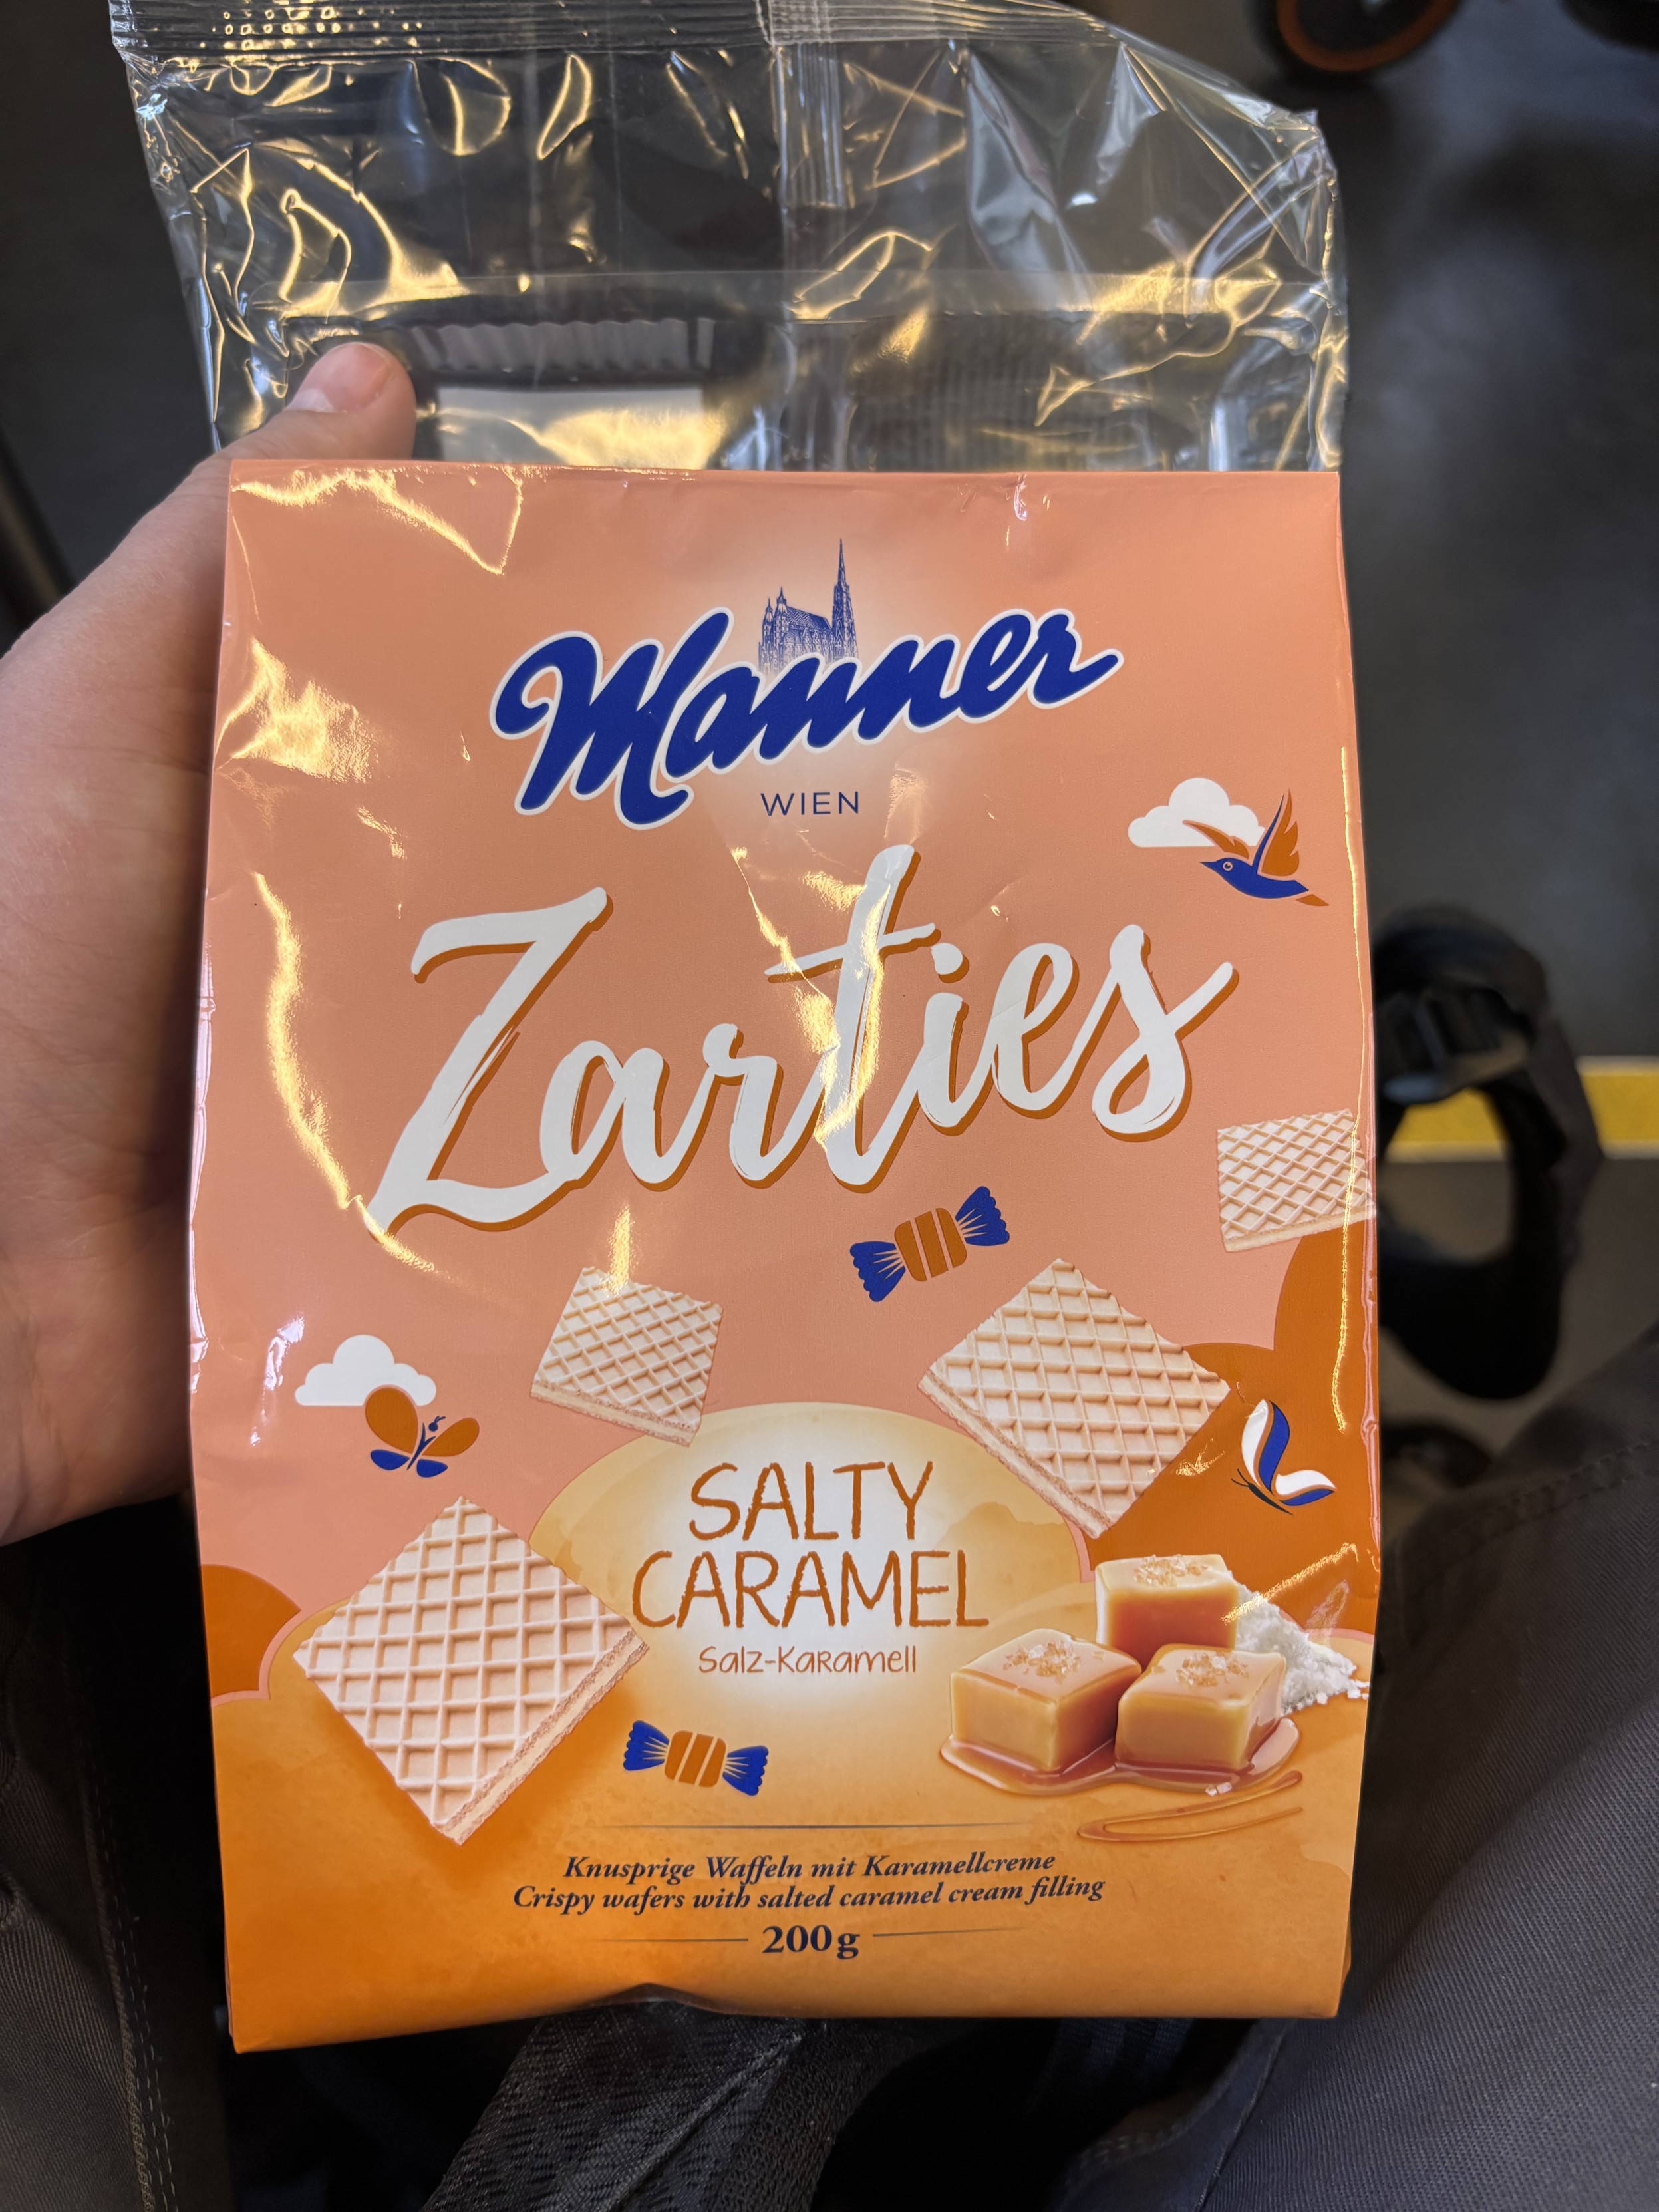 Manner
WIEN
Zarties
SALTY
CARAMEL
Salz-Karamell
Knusprige Waffeln mit Karamellcreme
Crispy wafers with salted caramel cream filling
200g